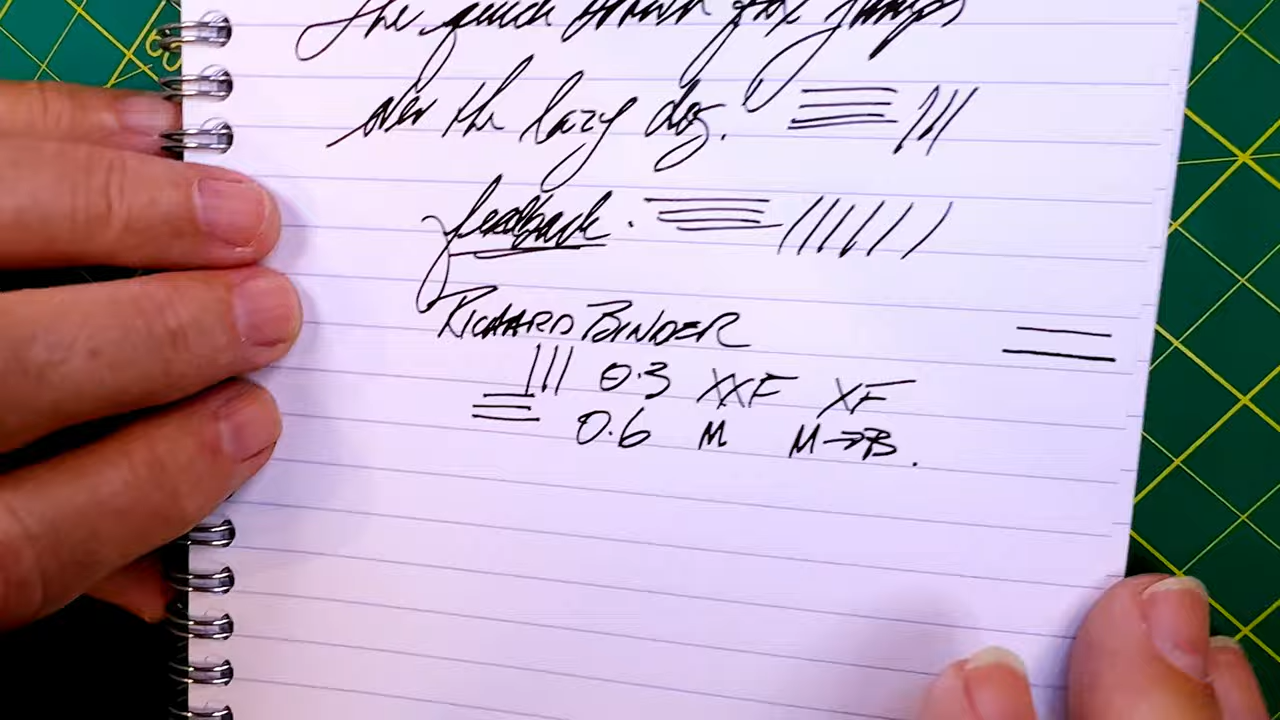 The quick brown fox jumps
over the lazy dog.
feedback.
RICHARD BINDER
0.3 XXF XF
0.6 M M→B.